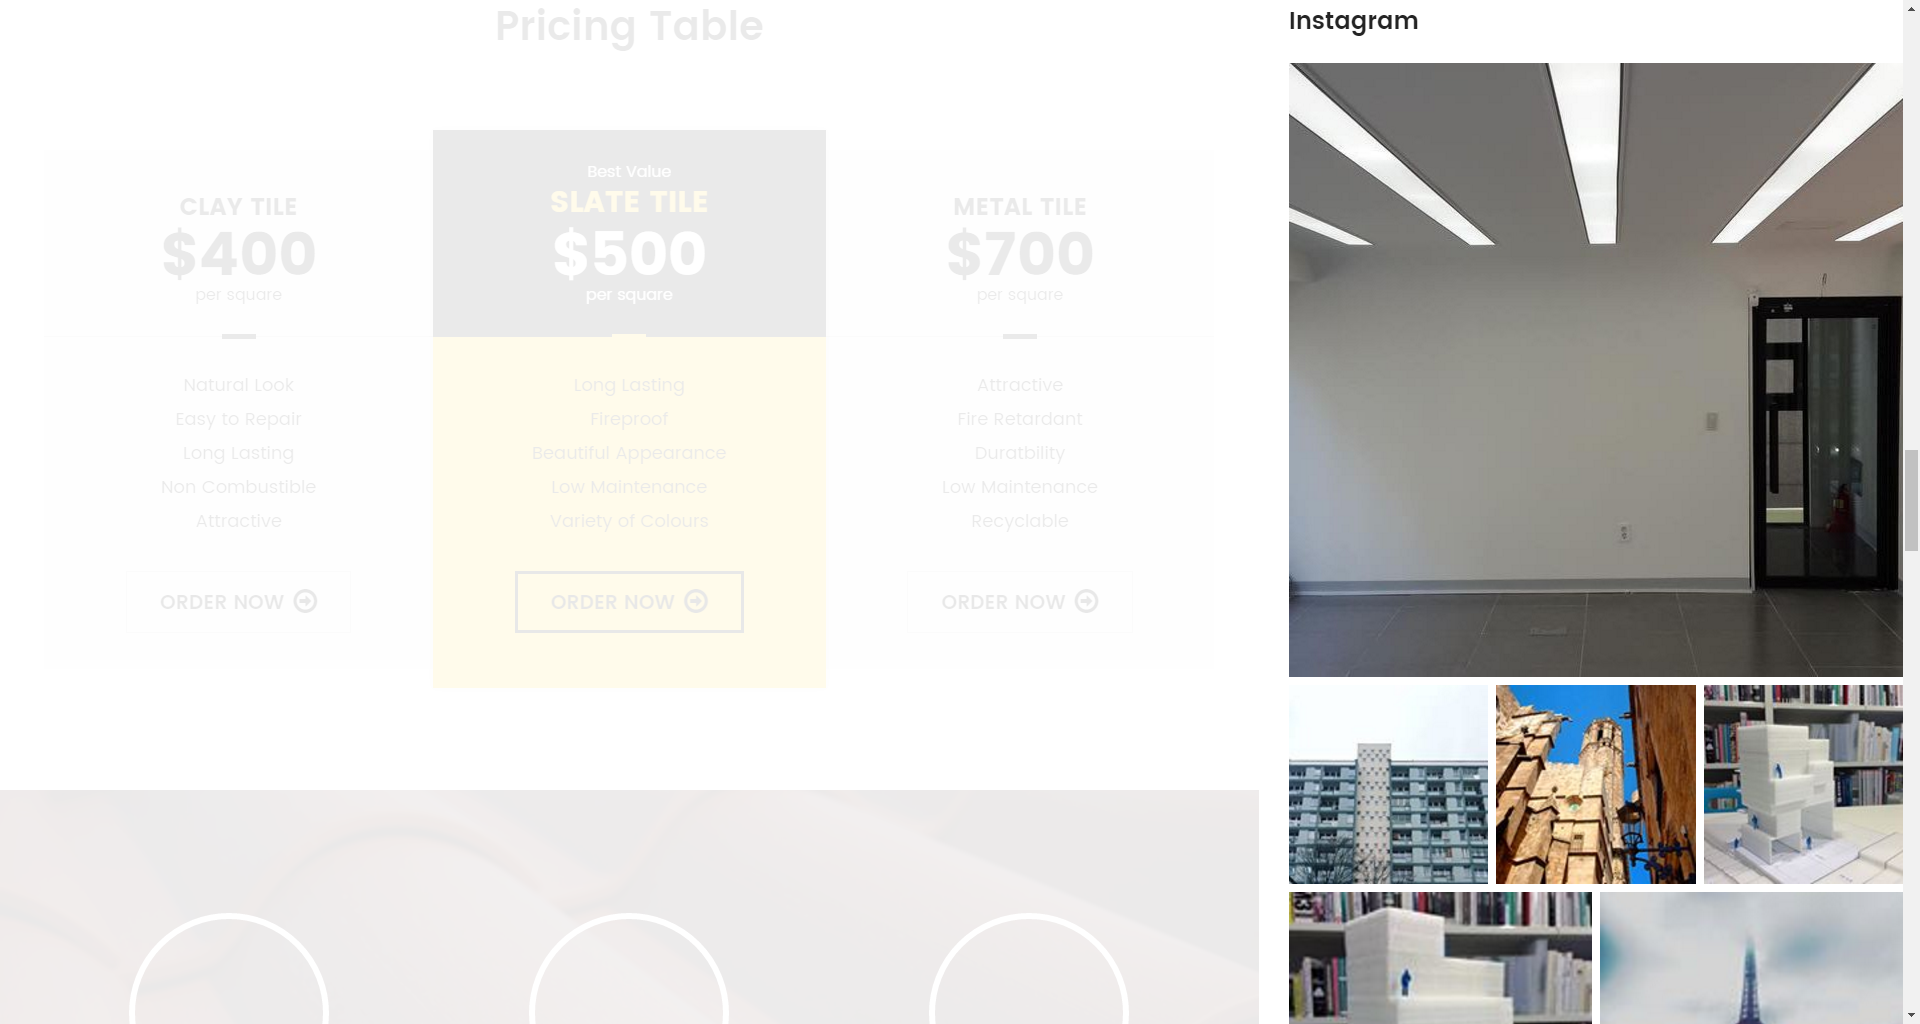 Pricing Table
CLAY TILE
$400
per square
Natural Look
Easy to Repair
Long Lasting
Non Combustible
Attractive
ORDER NOW
Best Value
SLATE TILE
$500
per square
Long Lasting
Fireproof
Beautiful Appearance
Low Maintenance
Variety of Colours
ORDER NOW
METAL TILE
$700
per square
Attractive
Fire Retardant
Duratbility
Low Maintenance
Recyclable
ORDER NOW
Instagram